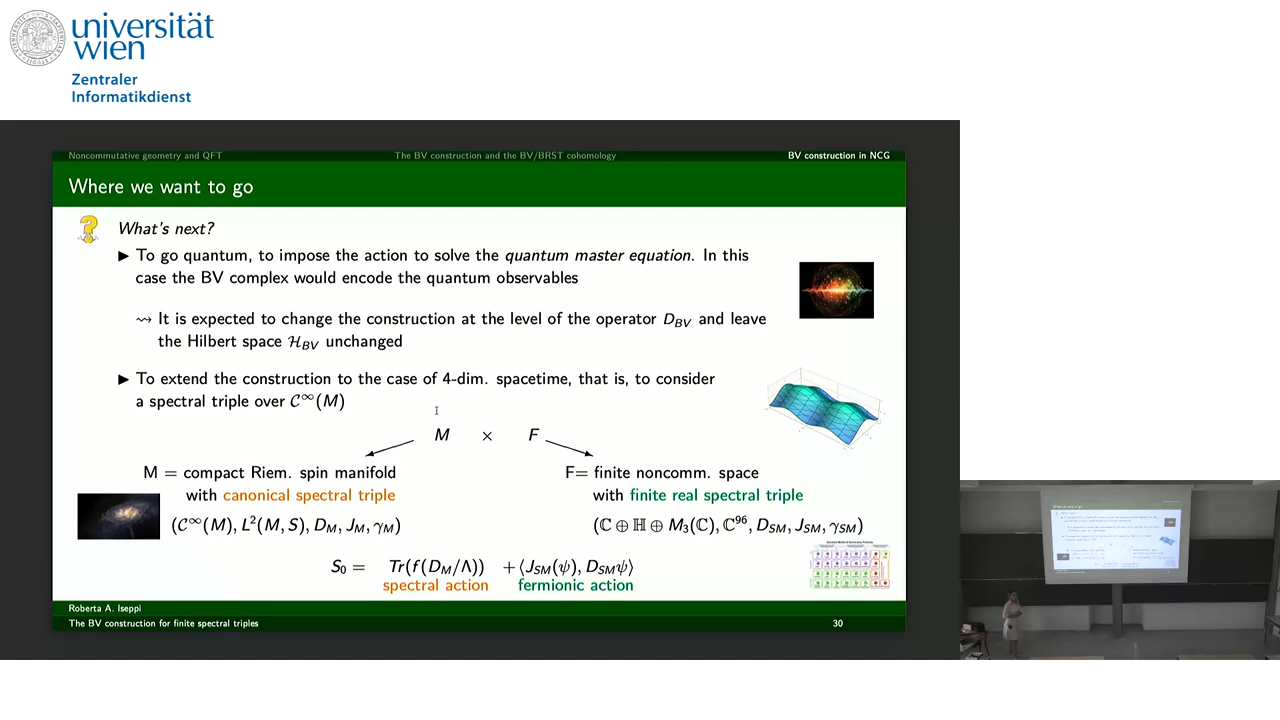 universität
wien
Zentraler
Informatikdienst
Noncommutative geometry and QFT The BV construction and the BV/BRST cohomology BV construction in NCG
Where we want to go
What's next?
▶ To go quantum, to impose the action to solve the quantum master equation. In this
case the BV complex would encode the quantum observables
⇝ It is expected to change the construction at the level of the operator D_BV and leave
the Hilbert space ℋ_BV unchanged
▶ To extend the construction to the case of 4-dim. spacetime, that is, to consider
a spectral triple over 𝒞^∞(M)
M × F
M = compact Riem. spin manifold
with canonical spectral triple
(𝒞^∞(M), L²(M, S), D_M, J_M, γ_M)
F= finite noncomm. space
with finite real spectral triple
(ℂ ⊕ ℍ ⊕ M₃(ℂ), ℂ⁹⁶, D_SM, J_SM, γ_SM)
S₀ = Tr(f(D_M/Λ)) + ⟨J_SM(ψ), D_SMψ⟩
spectral action fermionic action
Roberta A. Iseppi
The BV construction for finite spectral triples 30